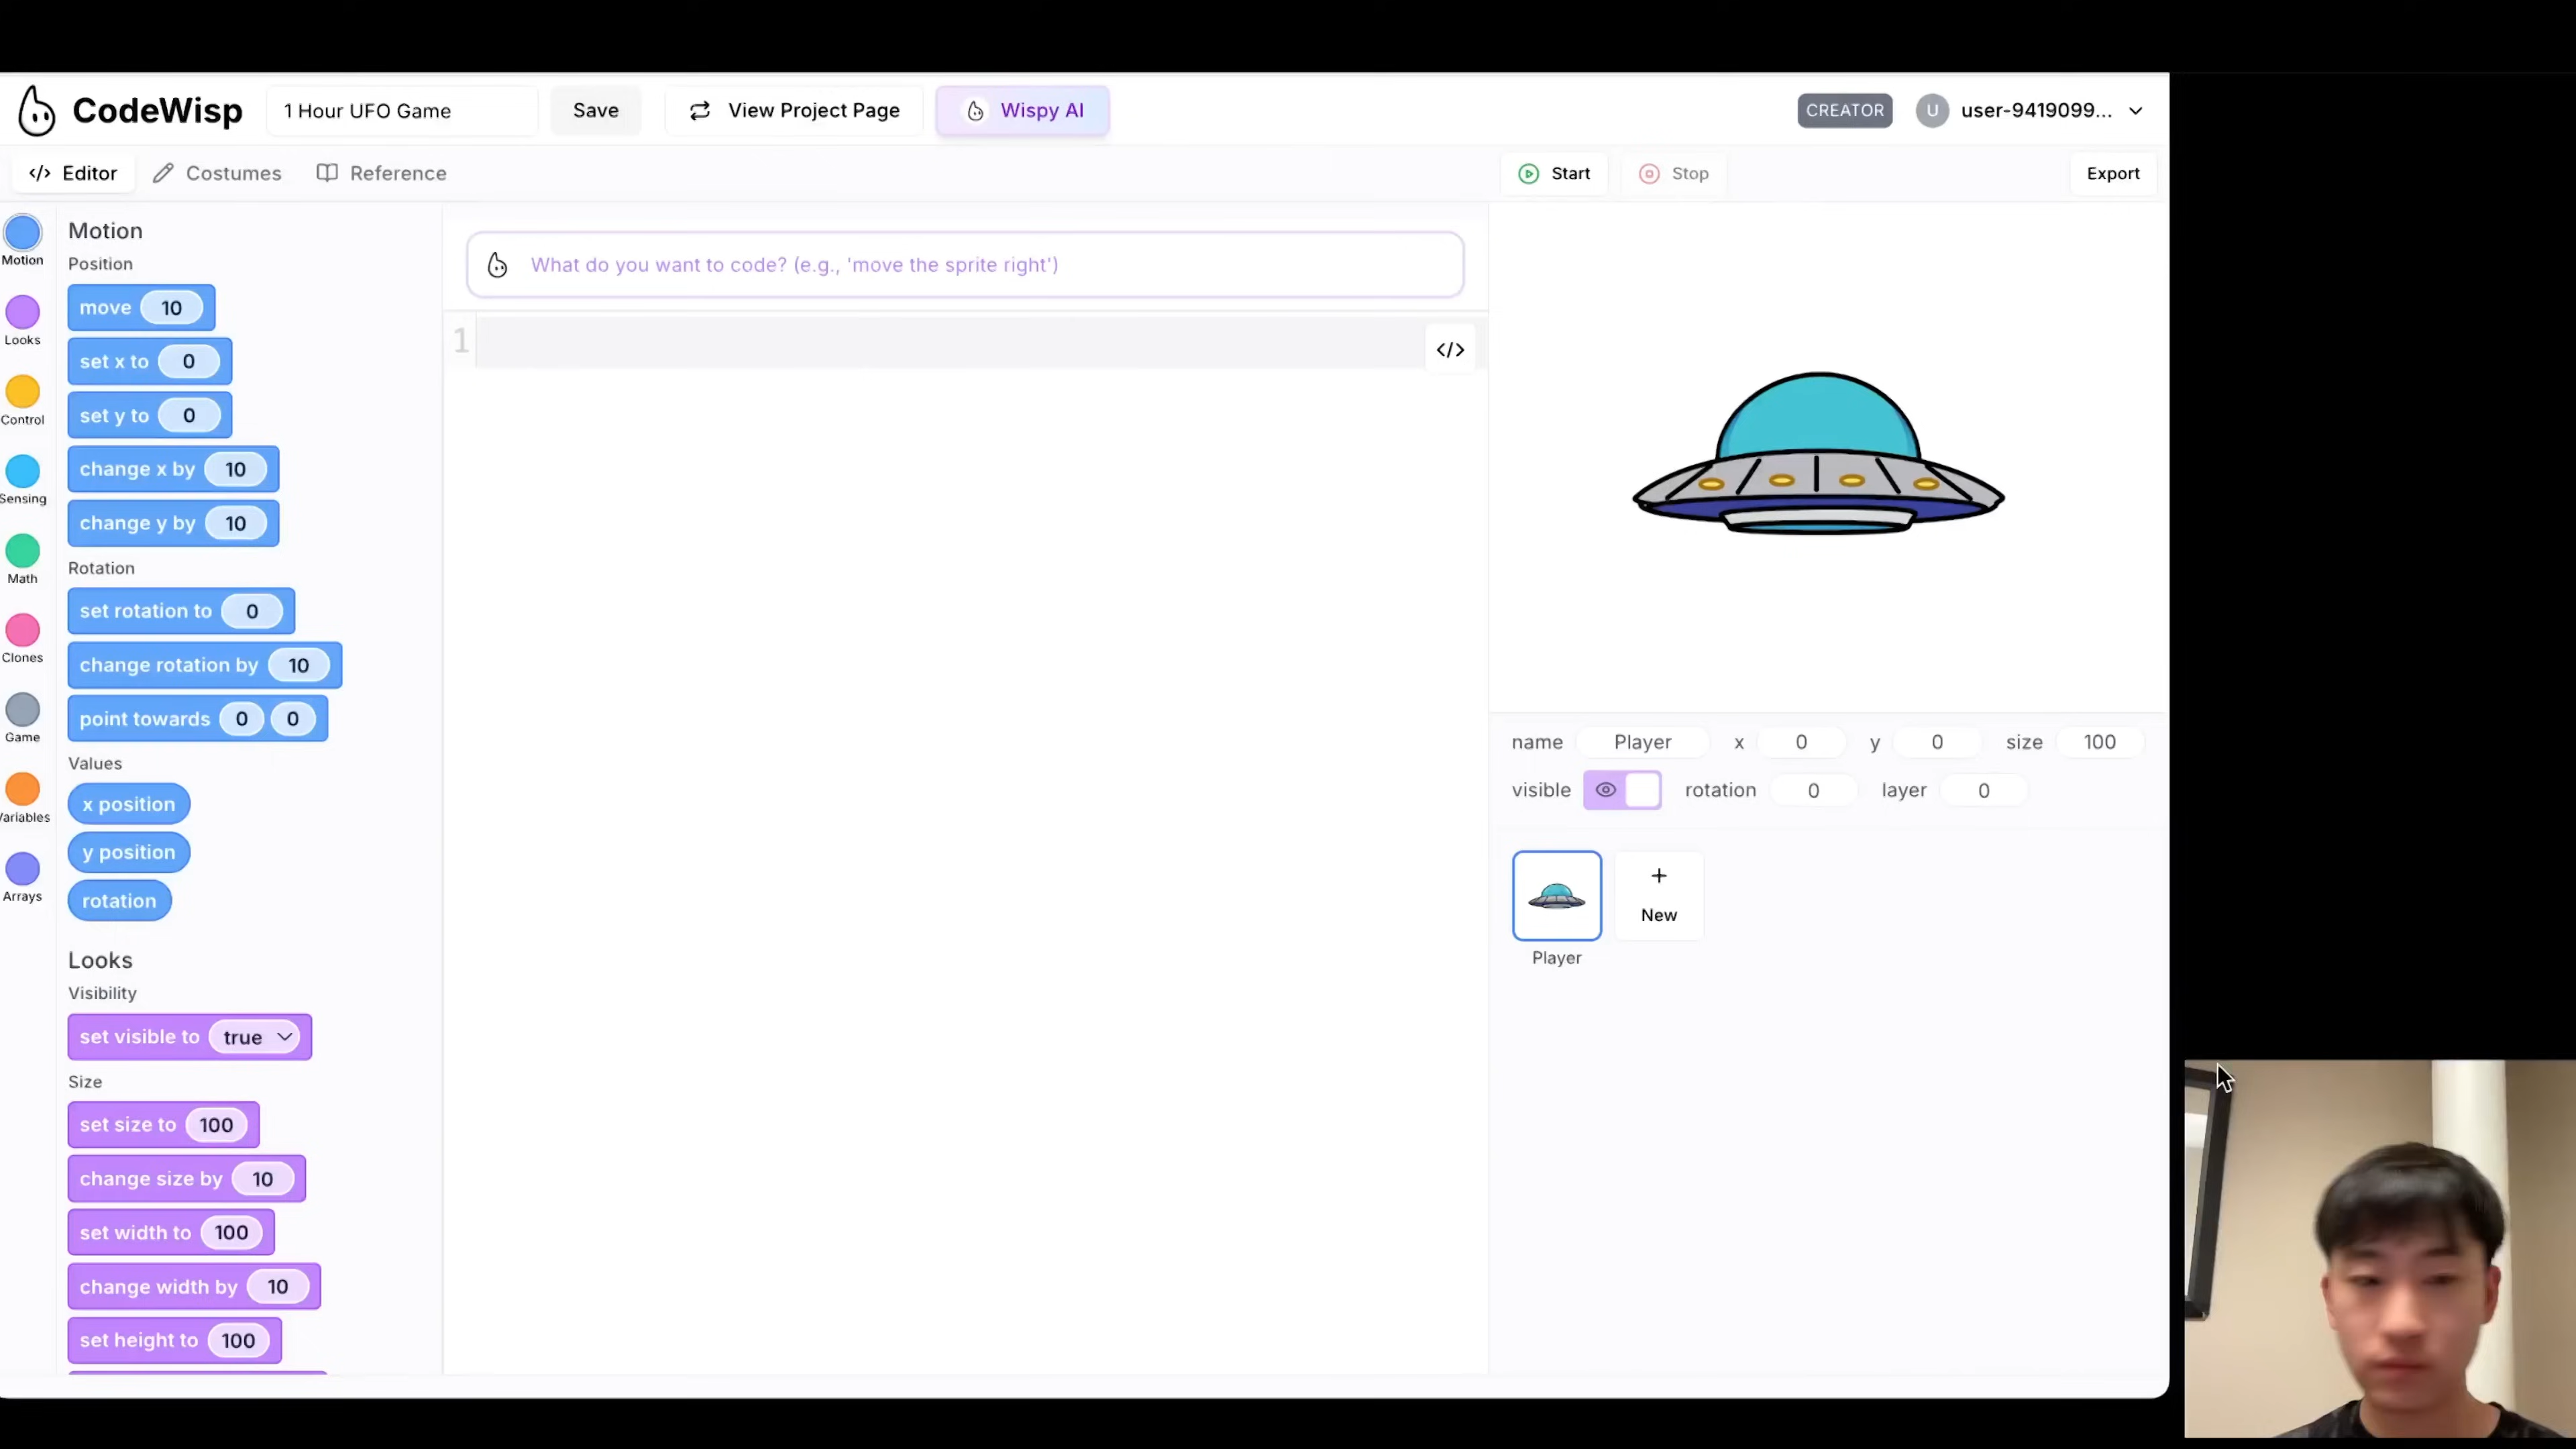 CodeWisp
1 Hour UFO Game
Save
View Project Page
Wispy AI
CREATOR
U
user-9419099...
Editor
Costumes
Reference
Start
Stop
Export
Motion
Looks
Control
Sensing
Math
Clones
Game
Variables
Arrays
Motion
Position
move 10
set x to 0
set y to 0
change x by 10
change y by 10
Rotation
set rotation to 0
change rotation by 10
point towards 0 0
Values
x position
y position
rotation
Looks
Visibility
set visible to true
Size
set size to 100
change size by 10
set width to 100
change width by 10
set height to 100
What do you want to code? (e.g., 'move the sprite right')
1
</>
name Player x 0 y 0 size 100
visible rotation 0 layer 0
+
New
Player